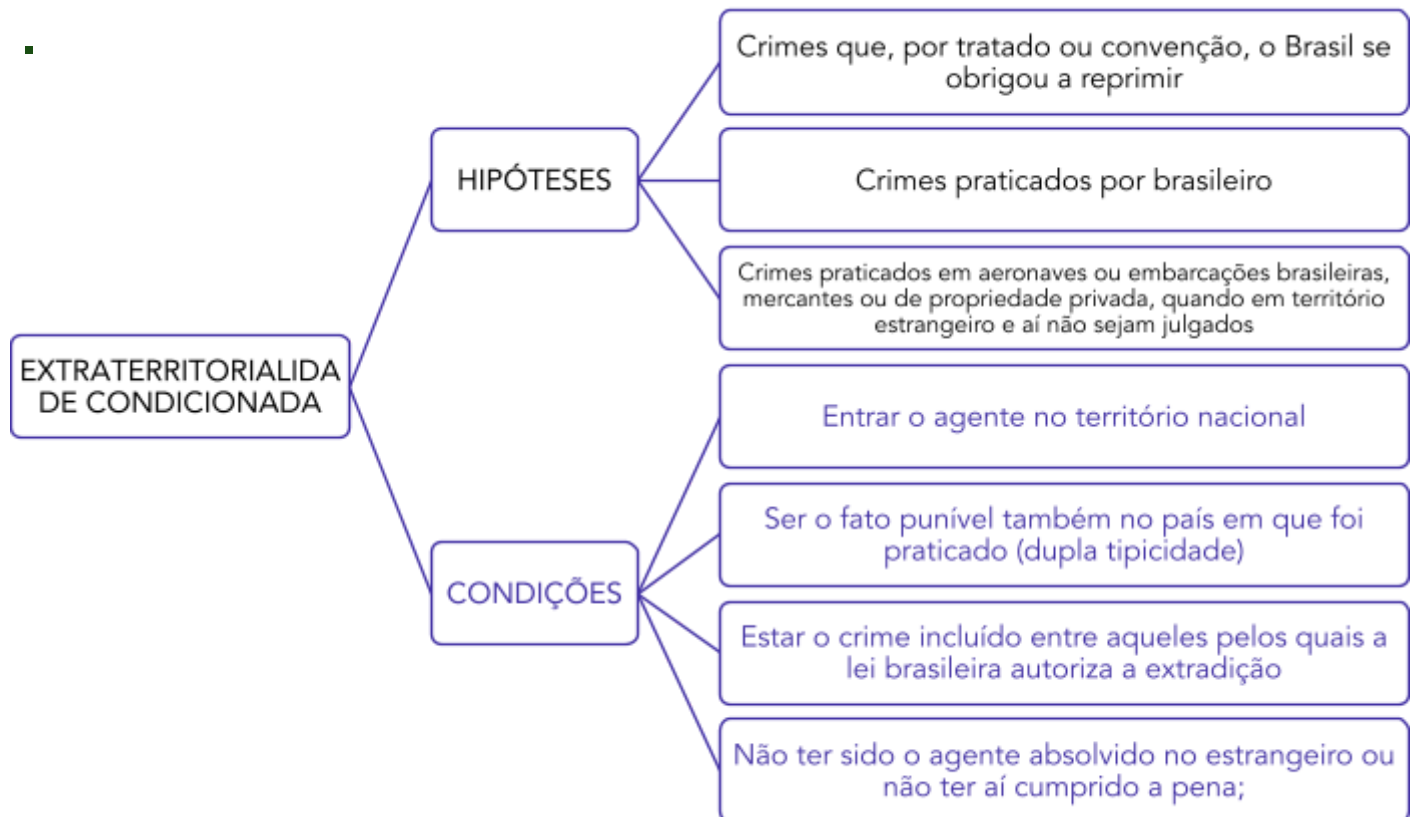 Crimes que, por tratado ou convenção, o Brasil se
obrigou a reprimir
HIPÓTESES
Crimes praticados por brasileiro
Crimes praticados em aeronaves ou embarcações brasileiras,
mercantes ou de propriedade privada, quando em território
estrangeiro e aí não sejam julgados
EXTRATERRITORIALIDA
DE CONDICIONADA
Entrar o agente no território nacional
Ser o fato punível também no país em que foi
praticado (dupla tipicidade)
CONDIÇÕES
Estar o crime incluído entre aqueles pelos quais a
lei brasileira autoriza a extradição
Não ter sido o agente absolvido no estrangeiro ou
não ter aí cumprido a pena;